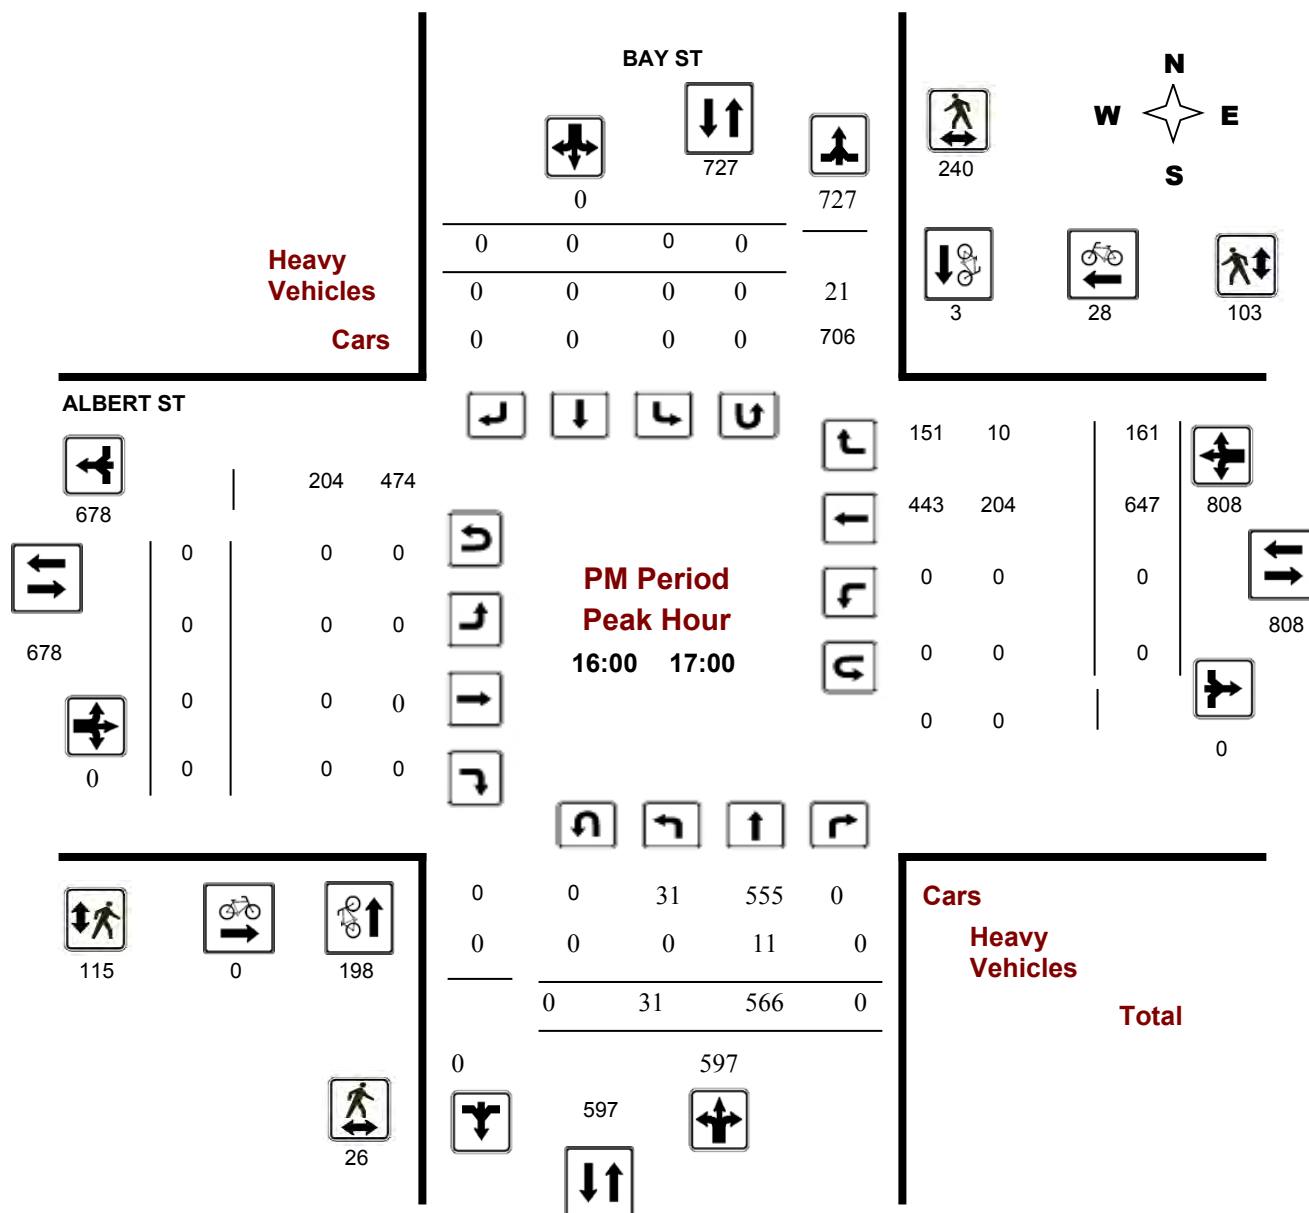 BAY ST
N
W E
S
727
240
0 727
0 0 0 0
Heavy
Vehicles
0 0 0 0 21
3 28 103
Cars
0 0 0 0 706
ALBERT ST
151 10 161
204 474
443 204 647 808
678
0 0 0
PM Period
0 0 0
Peak Hour
0 0 0
808
678
16:00 17:00
0 0 0
0 0 0
0 0
0
0
0 0 0
0 0 31 555 0
Cars
0 0 0 11 0
Heavy
Vehicles
115 0 198
0 31 566 0
Total
0 597
597
26